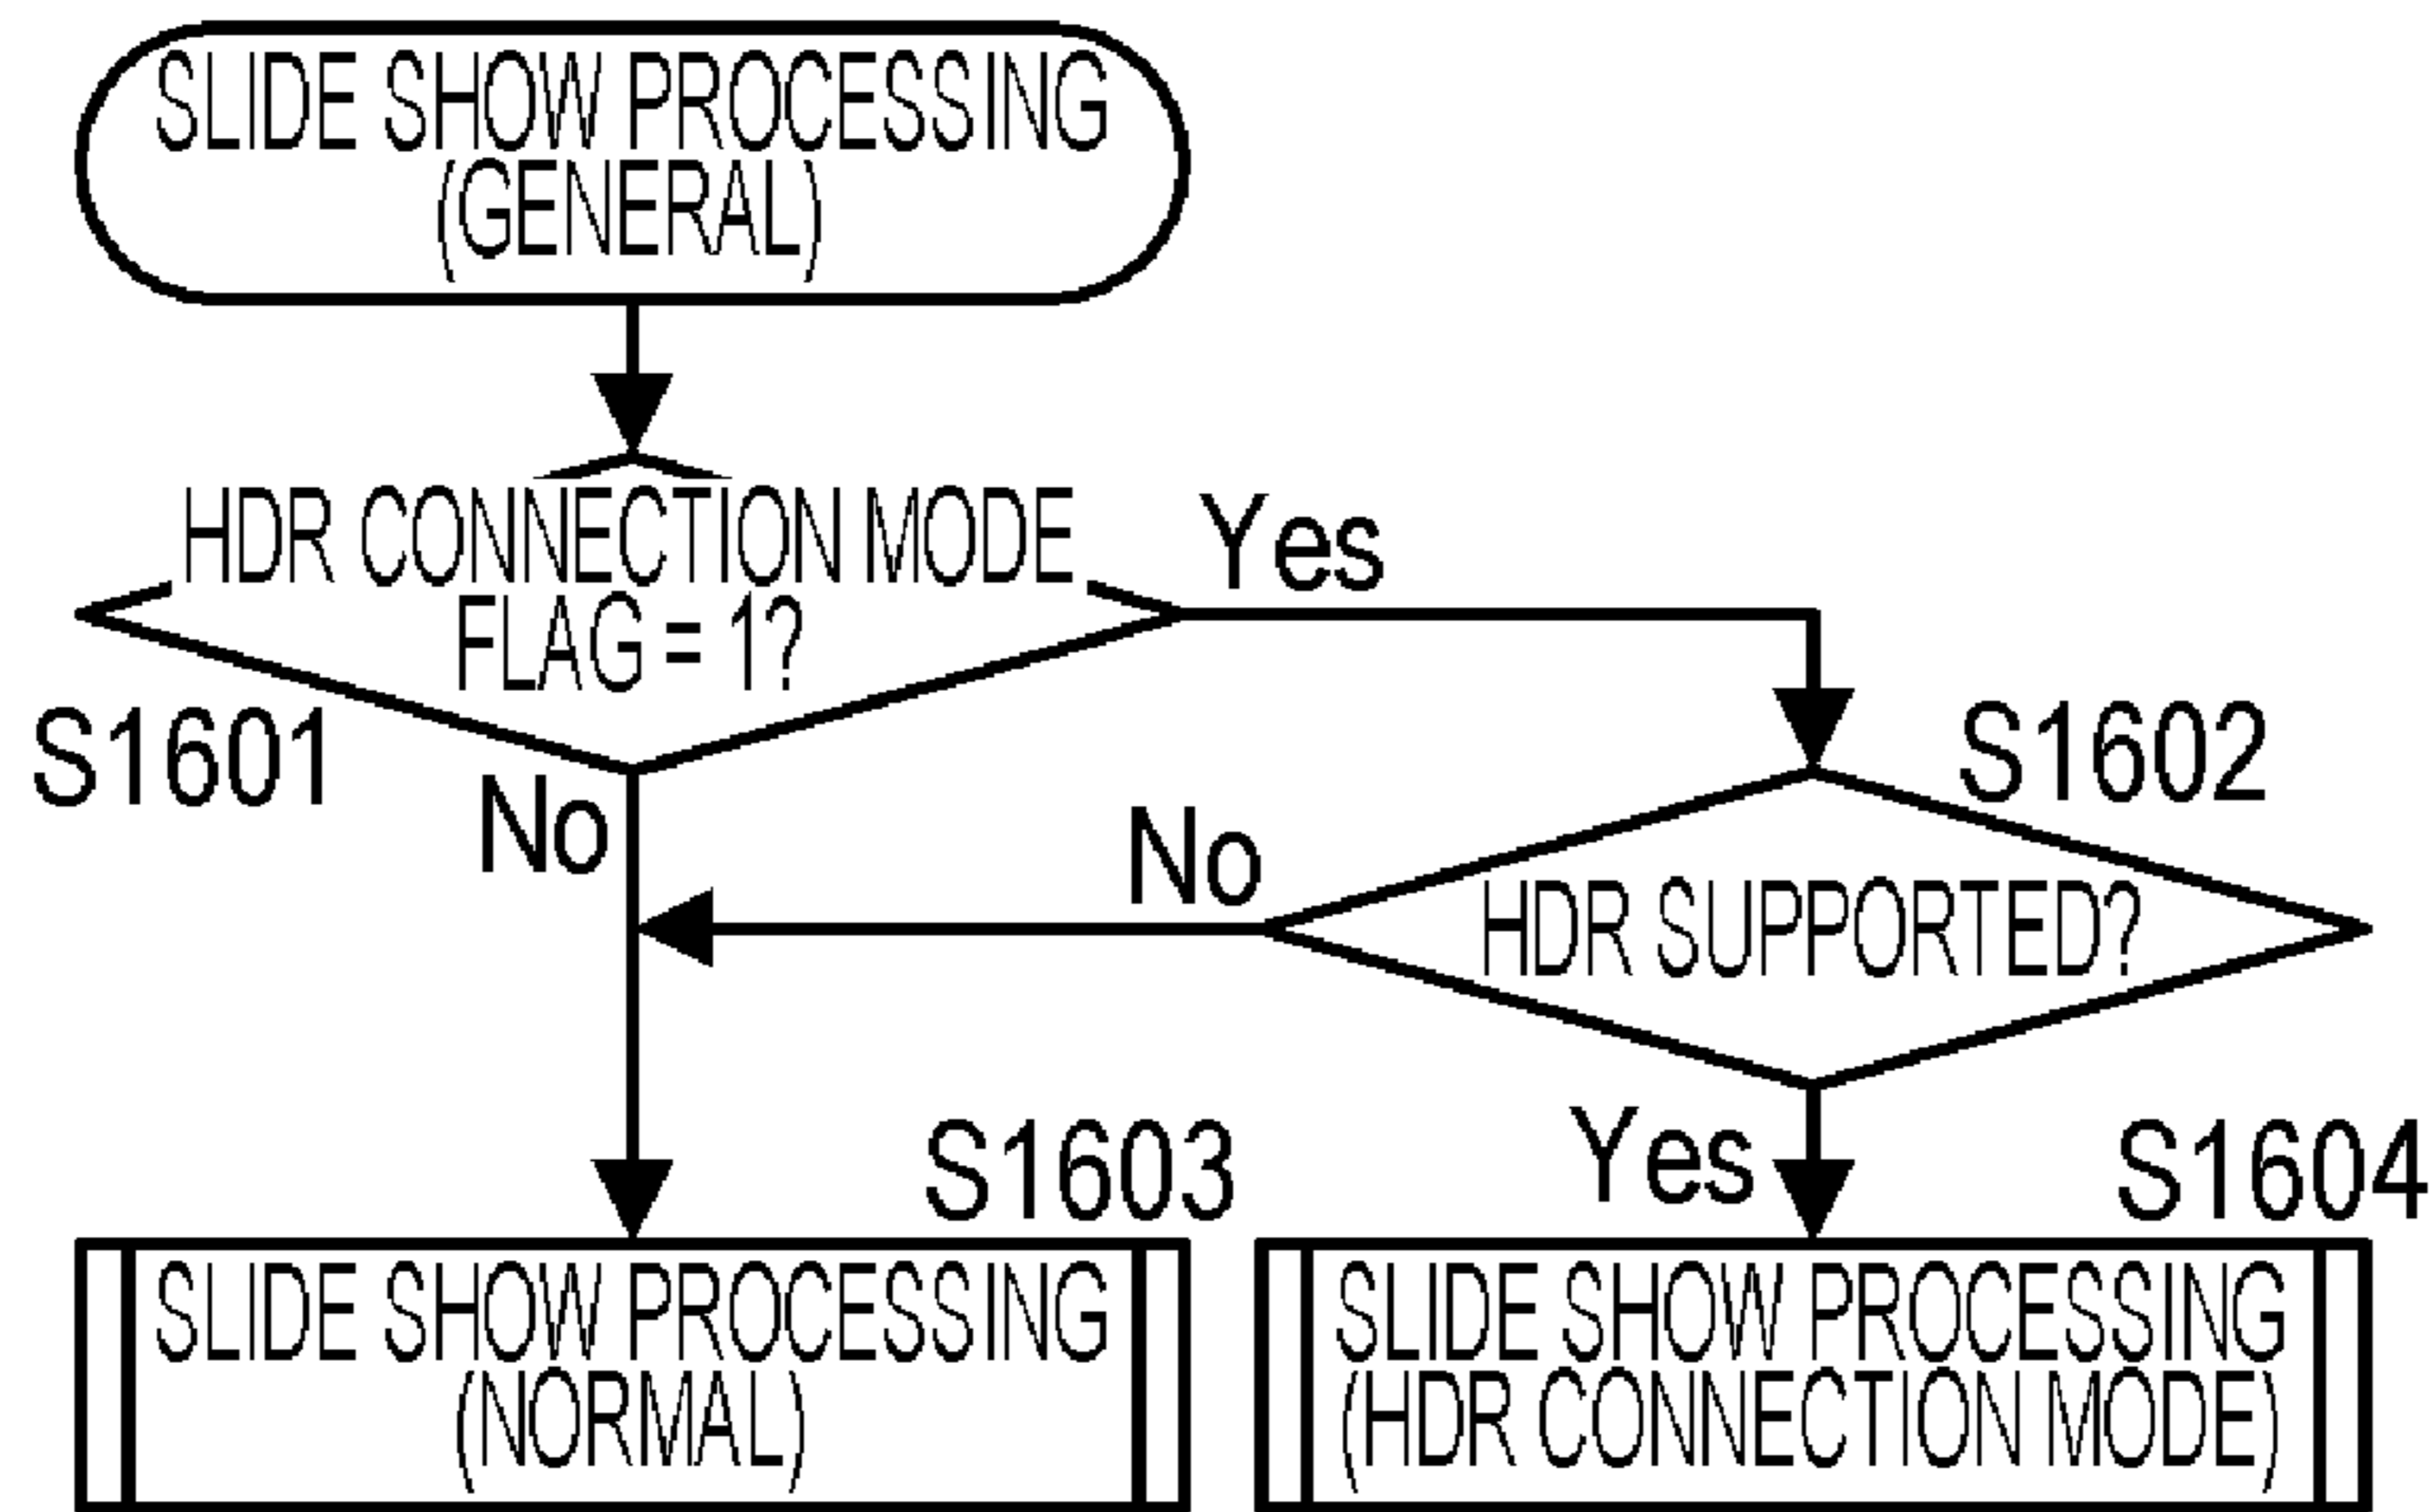 SLIDE SHOW PROCESSING
(GENERAL)
HDR CONNECTION MODE
FLAG = 1?
Yes
S1601
No
S1602
No
HDR SUPPORTED?
Yes
S1603
SLIDE SHOW PROCESSING
(NORMAL)
S1604
SLIDE SHOW PROCESSING
(HDR CONNECTION MODE)